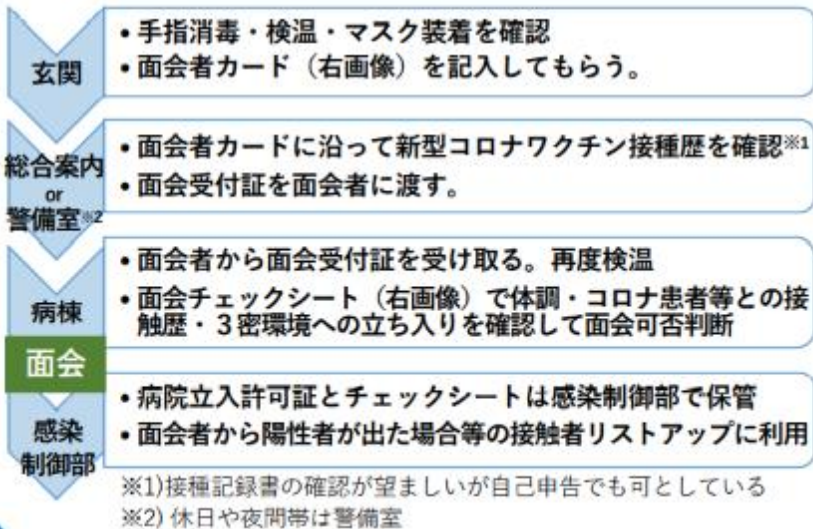 玄関
• 手指消毒・検温・マスク装着を確認
• 面会者カード（右画像）を記入してもらう。
総合案内
or
警備室※2
• 面会者カードに沿って新型コロナワクチン接種歴を確認※1
• 面会受付証を面会者に渡す。
病棟
• 面会者から面会受付証を受け取る。再度検温
• 面会チェックシート（右画像）で体調・コロナ患者等との接
触歴・３密環境への立ち入りを確認して面会可否判断
面会
感染
制御部
• 病院立入許可証とチェックシートは感染制御部で保管
• 面会者から陽性者が出た場合等の接触者リストアップに利用
※1)接種記録書の確認が望ましいが自己申告でも可としている
※2) 休日や夜間帯は警備室